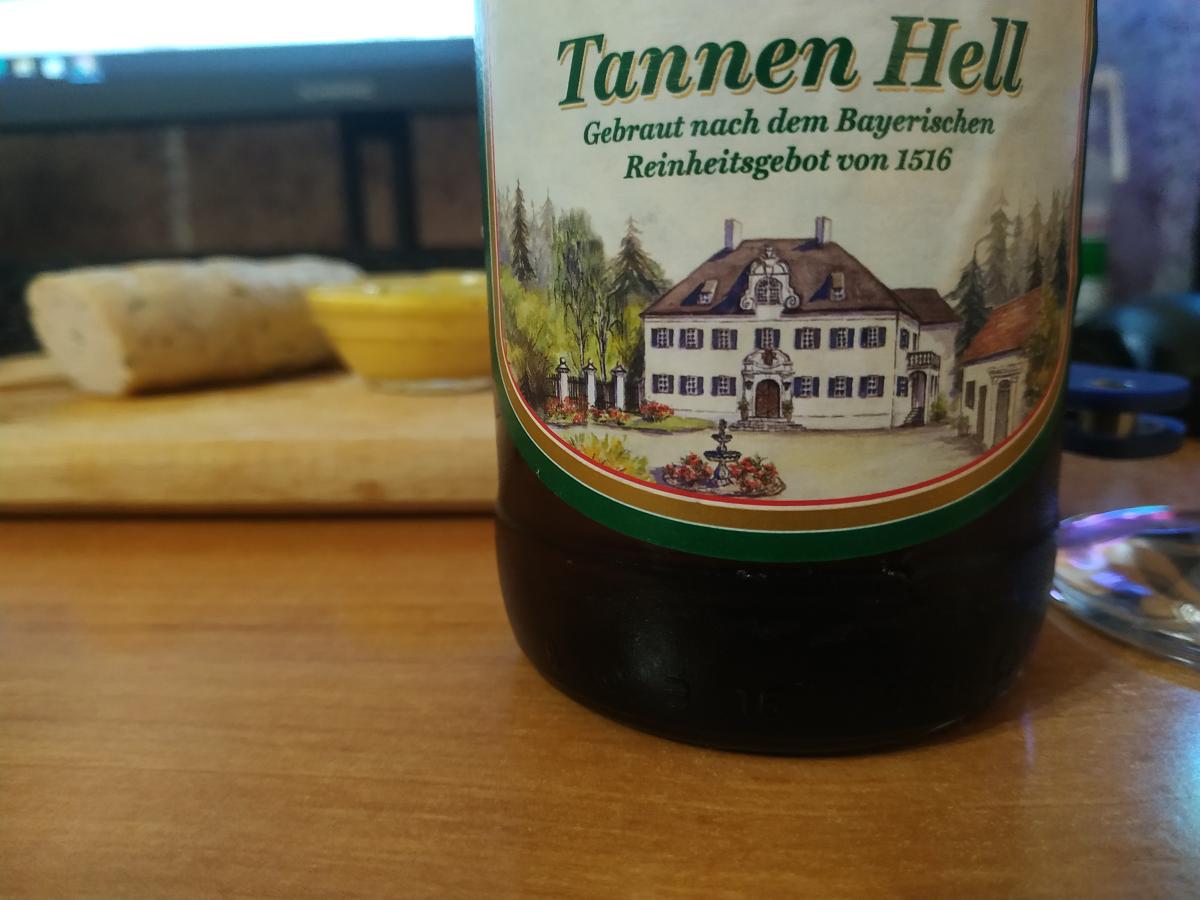 Tannen Hell
Gebraut nach dem Bayerischen
Reinheitsgebot von 1516